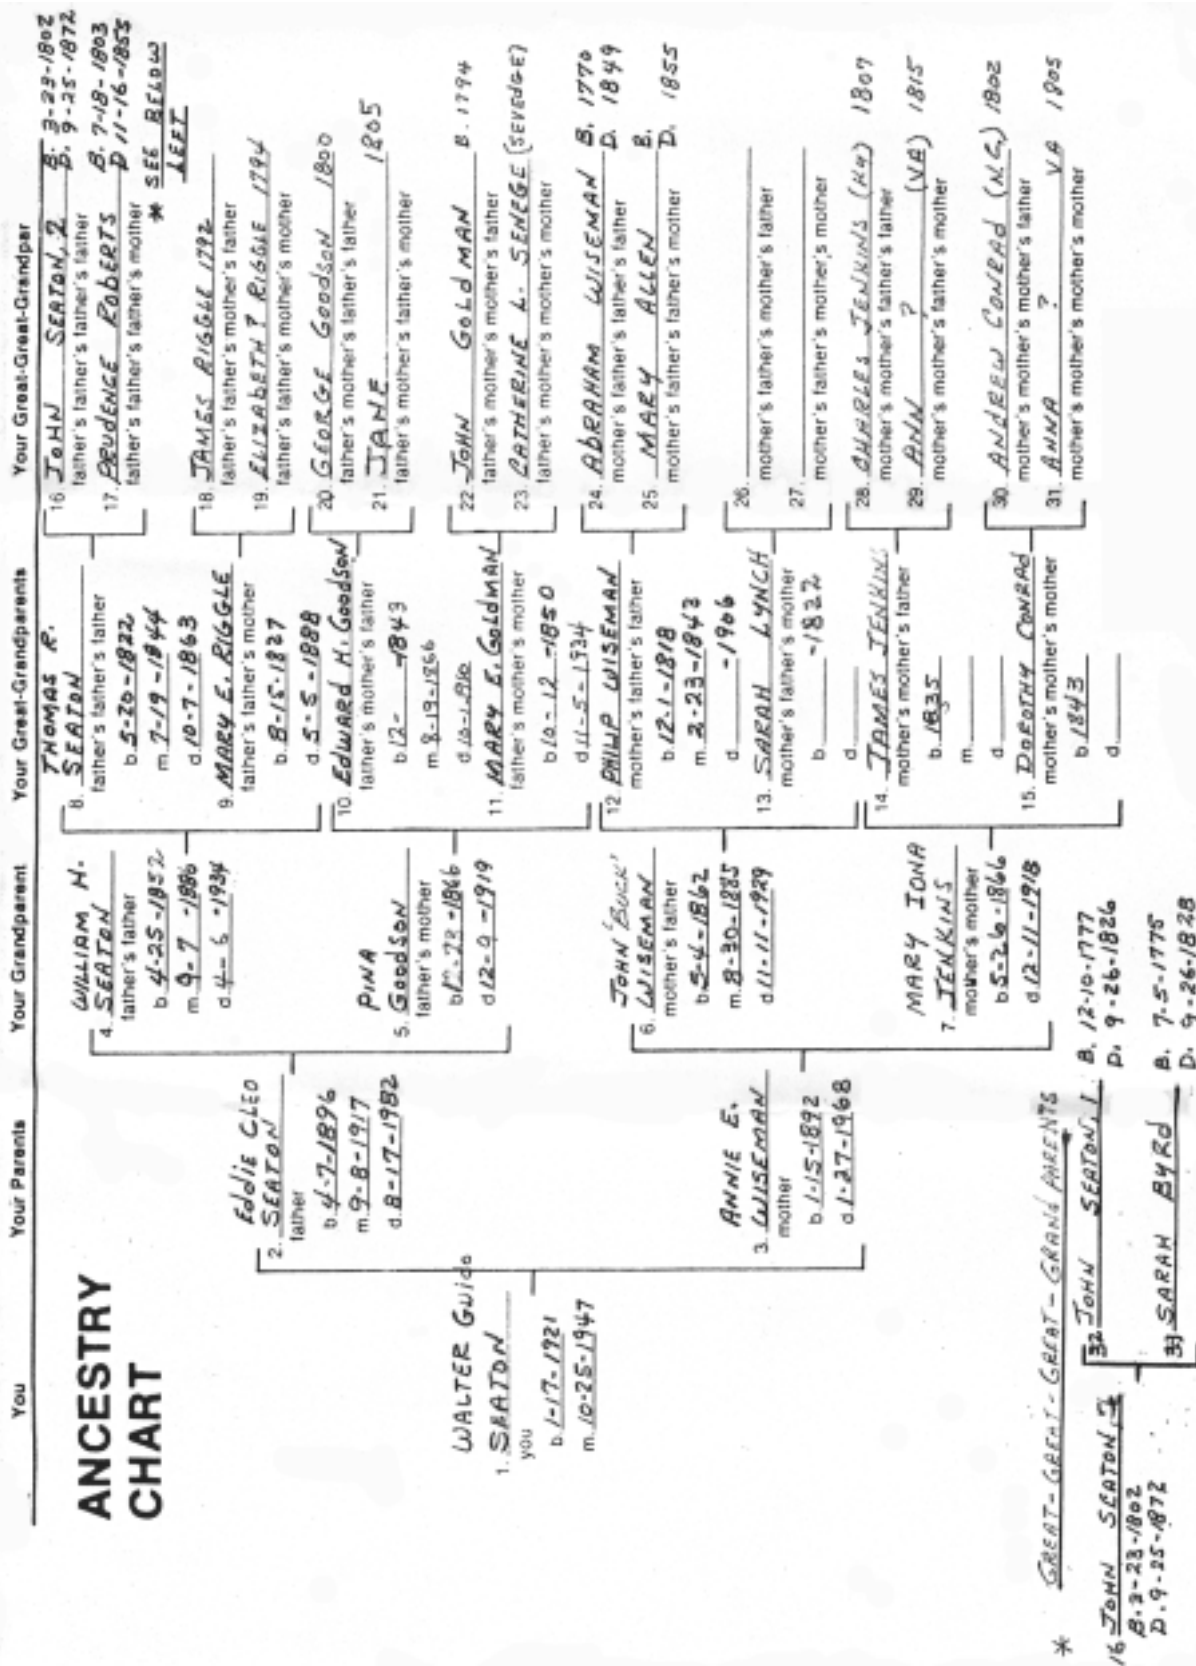 You Your Parents Your Grandparent Your Great-Grandparents Your Great-Great-Grandpar
ANCESTRY
CHART
WALTER Guido
1. SEATON
you
b. 1-17-1921
m. 10-25-1947
Eddie CLEO
2. SEATON
father
b. 4-7-1896
m. 9-8-1917
d. 8-17-1982
ANNIE E.
3. WISEMAN
mother
b. 1-15-1892
d. 1-27-1968
WILLIAM H.
4. SEATON
father's father
b. 4-25-1852
m. 9-7-1886
d. 4-6-1934
PINA
5. GoodSON
father's mother
b. 12-22-1866
d. 12-9-1919
JOHN "BUCK"
6. WISEMAN
mother's father
b. 5-4-1862
m. 8-30-1885
d. 11-11-1929
MARY IONA
7. JENKINS
mother's mother
b. 5-26-1866
d. 12-11-1918
THOMAS R.
8. SEATON
father's father's father
b. 5-20-1822
m. 7-19-1844
d. 10-7-1863
9. MARY E. RIGGLE
father's father's mother
b. 8-15-1827
d. 5-5-1888
10. Edward H. Goodson
father's mother's father
b. 12- -1843
m. 8-19-1866
d. 10-1-1910
11. MARY E. GoldMAN
father's mother's mother
b. 10-12-1850
d. 11-5-1934
12. PHILIP WISEMAN
mother's father's father
b. 12-1-1818
m. 2-23-1843
d. -1906
13. SARAH LYNCH
mother's father's mother
b. -1822
d.
14. JAMES JENKINS
mother's mother's father
b. 1835
m.
d.
15. DoROTHY CONRAd
mother's mother's mother
b. 1843
d.
16. JOHN SEATON, 2 B. 3-23-1802
D. 9-25-1872
father's father's father's father
17. PRUDENCE RobERTS B. 7-18-1803
D. 11-16-1855
father's father's father's mother
* SEE BELOW
LEFT
18. JAMES RIGGLE 1792
father's father's mother's father
19. ELIZABETH ? RIGGLE 1794
father's father's mother's mother
20. GEORGE Goodson 1800
father's mother's father's father
21. JANE 1805
father's mother's father's mother
22. JOHN GOLdMAN B. 1794
father's mother's mother's father
23. CATHERINE L. SENEGE (SEVEDGE)
father's mother's mother's mother
24. AbRAHAM WISEMAN B. 1770
D. 1849
mother's father's father's father
25. MARY ALLEN B.
D. 1855
mother's father's father's mother
26.
mother's father's mother's father
27.
mother's father's mother's mother
28. CHARLES JENKINS (Ky) 1807
mother's mother's father's father
29. ANN ? (VA) 1815
mother's mother's father's mother
30. ANDREW CONRAd (N.C.) 1802
mother's mother's mother's father
31. ANNA ? VA 1805
mother's mother's mother's mother
* GREAT-GREAT-GREAT-GRAND PARENTS
16 JOHN SEATON, 2
B. 3-23-1802
D. 9-25-1872
32 JOHN SEATON, 1 B. 12-10-1777
D. 9-26-1826
33 SARAH BYRd B. 7-5-1775
D. 9-26-1828